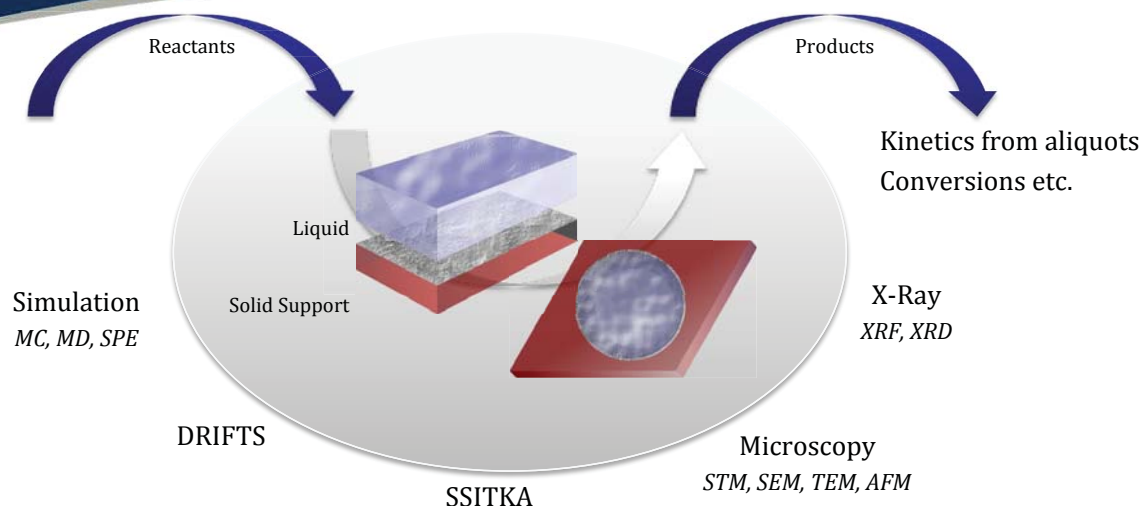 Reactants
Products
Kinetics from aliquots
Conversions etc.
Liquid
Solid Support
Simulation
MC, MD, SPE
X-Ray
XRF, XRD
DRIFTS
Microscopy
STM, SEM, TEM, AFM
SSITKA